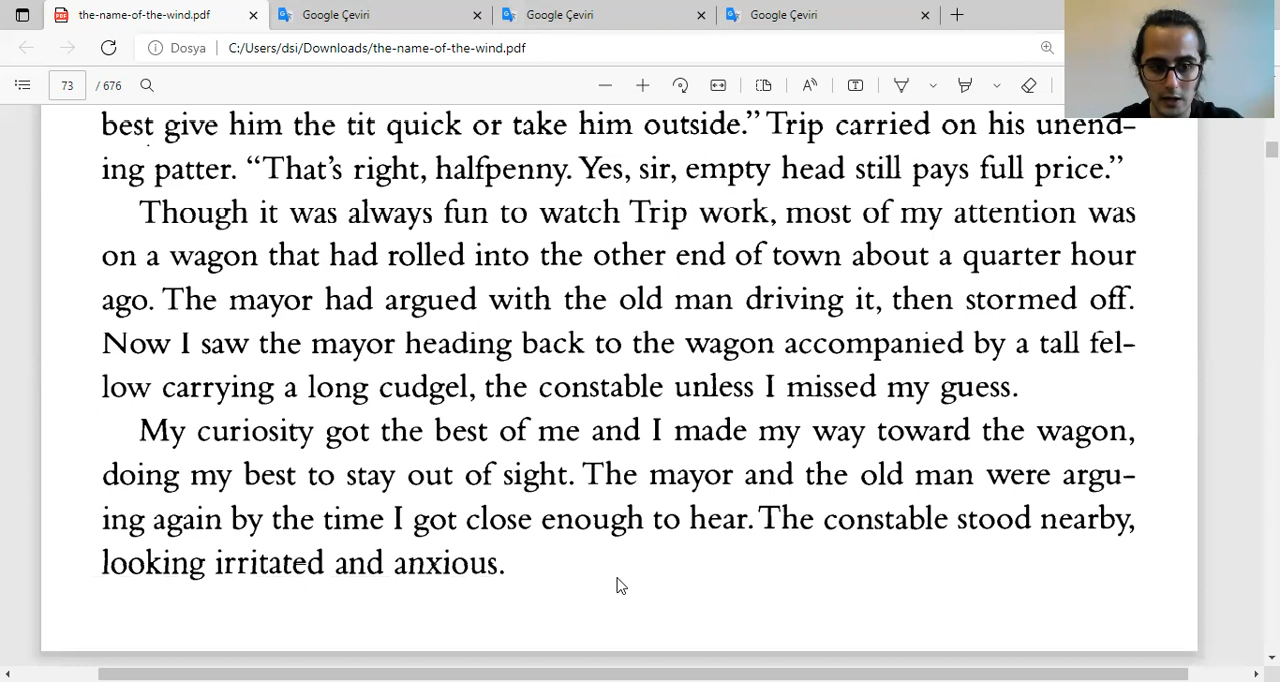 the-name-of-the-wind.pdf
Google Çeviri
Google Çeviri
Google Çeviri
Dosya
C:/Users/dsi/Downloads/the-name-of-the-wind.pdf
73 / 676
best give him the tit quick or take him outside.” Trip carried on his unend-
ing patter. “That’s right, halfpenny. Yes, sir, empty head still pays full price.”
Though it was always fun to watch Trip work, most of my attention was
on a wagon that had rolled into the other end of town about a quarter hour
ago. The mayor had argued with the old man driving it, then stormed off.
Now I saw the mayor heading back to the wagon accompanied by a tall fel-
low carrying a long cudgel, the constable unless I missed my guess.
My curiosity got the best of me and I made my way toward the wagon,
doing my best to stay out of sight. The mayor and the old man were argu-
ing again by the time I got close enough to hear. The constable stood nearby,
looking irritated and anxious.